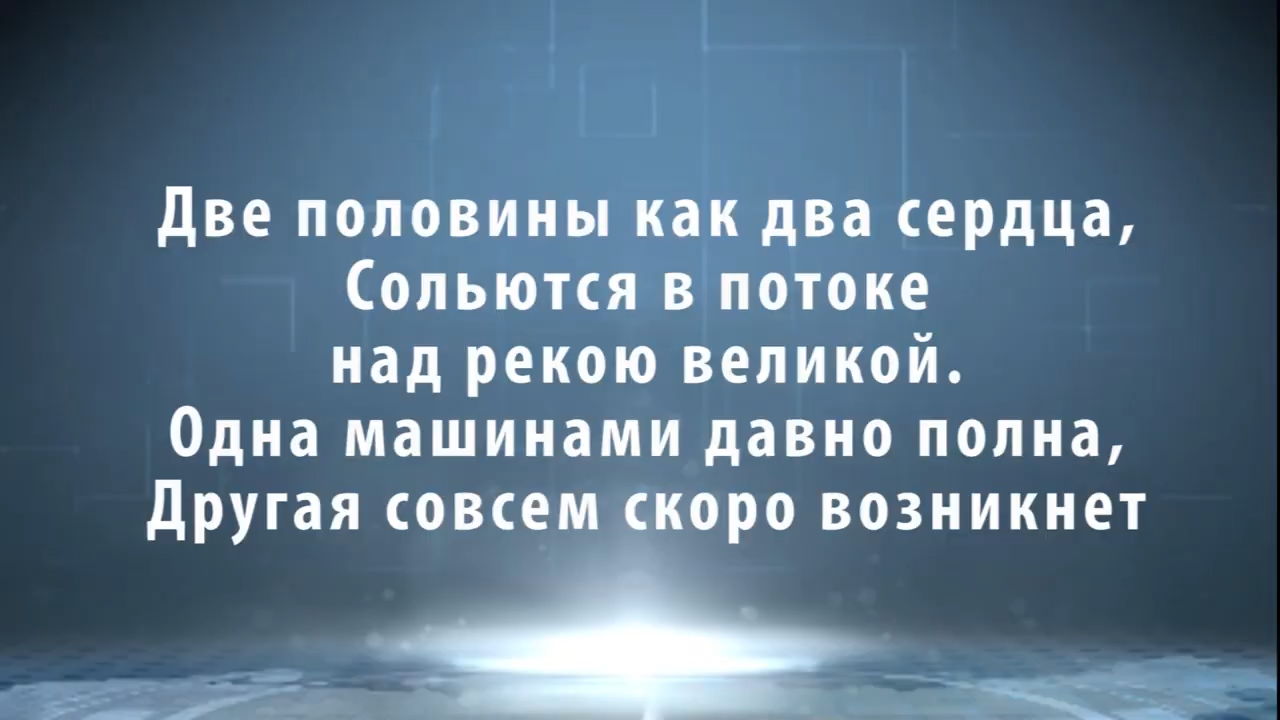 Две половины как два сердца,
Сольются в потоке
над рекою великой.
Одна машинами давно полна,
Другая совсем скоро возникнет